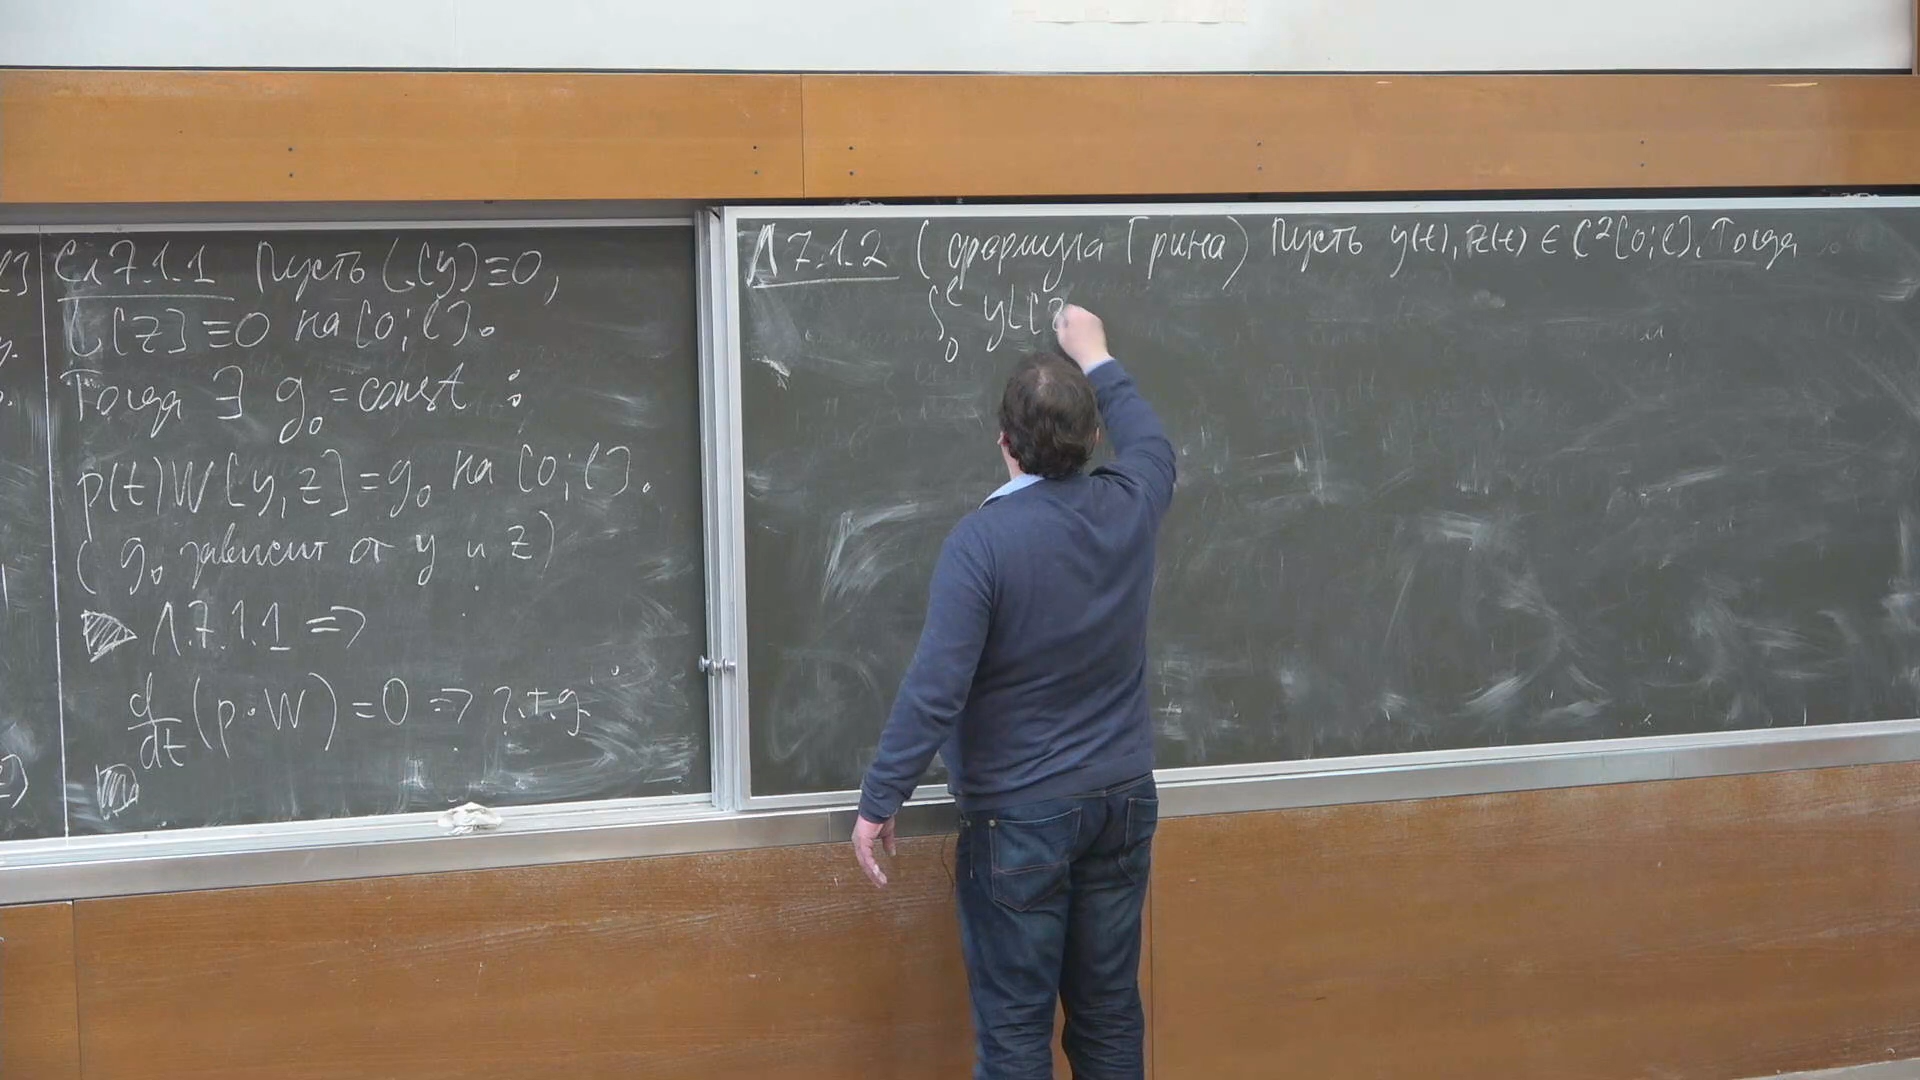 Сл 7.1.1 Пусть L[y]≡0,
L[z]≡0 на [0;l].
Тогда ∃ g₀=const :
p(t)W[y,z]=g₀ на [0;l].
(g₀ зависит от y и z)
Л.7.1.1 =>
d/dt (p·W)=0 => ч.т.д.
Л 7.1.2 (формула Грина) Пусть y(t), z(t) ∈ C²[0;l]. Тогда
∫₀ˡ yL[z